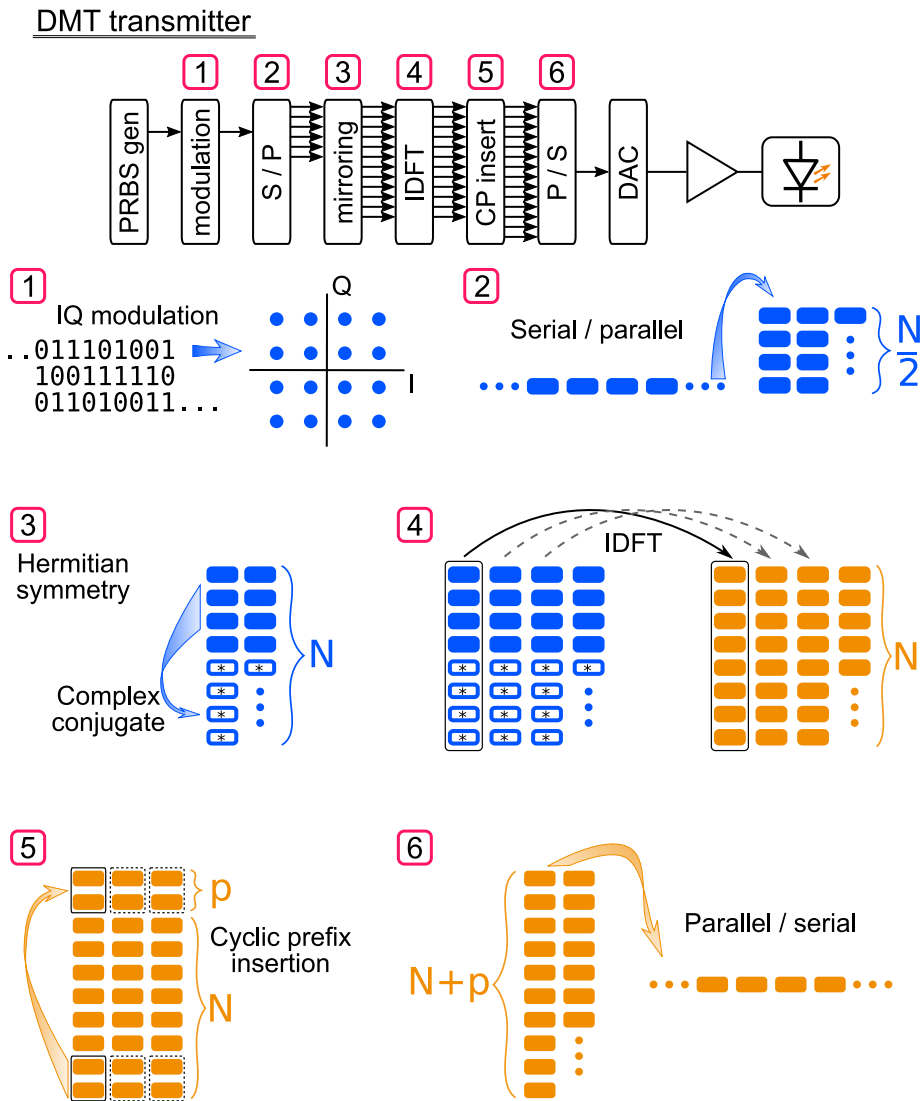 DMT transmitter
1 2 3 4 5 6
PRBS gen
modulation
S / P
mirroring
IDFT
CP insert
P / S
DAC
1
IQ modulation
..011101001
100111110
011010011...
Q
I
2
Serial / parallel
N
2
3
Hermitian
symmetry
Complex
conjugate
* *
*
*
*
N
4
IDFT
* * * *
* * *
* * *
* * *
N
5
p
Cyclic prefix
insertion
N
6
N+p
Parallel / serial